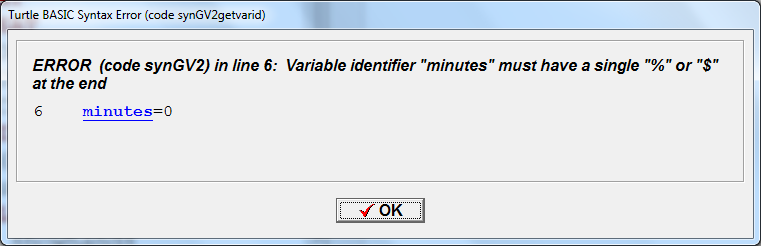 Turtle BASIC Syntax Error (code synGV2getvarid)
ERROR  (code synGV2) in line 6:  Variable identifier "minutes" must have a single "%" or "$"
at the end
6    minutes=0
OK